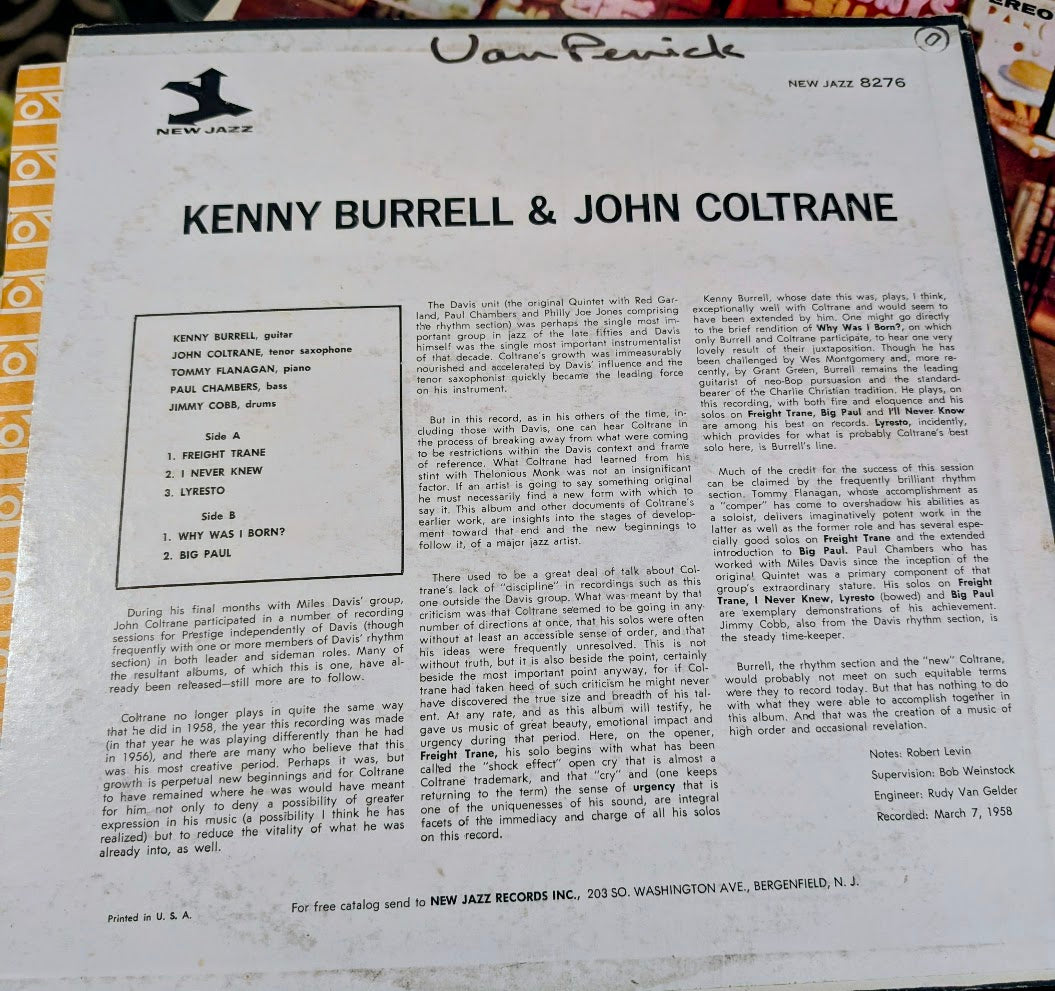 Van Penick
NEW JAZZ
NEW JAZZ 8276
KENNY BURRELL & JOHN COLTRANE
KENNY BURRELL, guitar
JOHN COLTRANE, tenor saxophone
TOMMY FLANAGAN, piano
PAUL CHAMBERS, bass
JIMMY COBB, drums
Side A
1. FREIGHT TRANE
2. I NEVER KNEW
3. LYRESTO
Side B
1. WHY WAS I BORN?
2. BIG PAUL
During his final months with Miles Davis' group,
John Coltrane participated in a number of recording
sessions for Prestige independently of Davis (though
frequently with one or more members of Davis' rhythm
section) in both leader and sideman roles. Many of
the resultant albums, of which this is one, have al-
ready been released—still more are to follow.
Coltrane no longer plays in quite the same way
that he did in 1958, the year this recording was made
(in that year he was playing differently than he had
in 1956), and there are many who believe that this
was his most creative period. Perhaps it was, but
growth is perpetual new beginnings and for Coltrane
to have remained where he was would have meant
for him not only to deny a possibility of greater
expression in his music (a possibility I think he has
realized) but to reduce the vitality of what he was
already into, as well.
The Davis unit (the original Quintet with Red Gar-
land, Paul Chambers and Philly Joe Jones comprising
the rhythm section) was perhaps the single most im-
portant group in jazz of the late fifties and Davis
himself was the single most important instrumentalist
of that decade. Coltrane's growth was immeasurably
nourished and accelerated by Davis' influence and the
tenor saxophonist quickly became the leading force
on his instrument.
But in this record, as in his others of the time, in-
cluding those with Davis, one can hear Coltrane in
the process of breaking away from what were coming
to be restrictions within the Davis context and frame
of reference. What Coltrane had learned from his
stint with Thelonious Monk was not an insignificant
factor. If an artist is going to say something original
he must necessarily find a new form with which to
say it. This album and other documents of Coltrane's
earlier work, are insights into the stages of develop-
ment toward that end and the new beginnings to
follow it, of a major jazz artist.
There used to be a great deal of talk about Col-
trane's lack of "discipline" in recordings such as this
one outside the Davis group. What was meant by that
criticism was that Coltrane seemed to be going in any
number of directions at once, that his solos were often
without at least an accessible sense of order, and that
his ideas were frequently unresolved. This is not
without truth, but it is also beside the point, certainly
beside the most important point anyway, for if Col-
trane had taken heed of such criticism he might never
have discovered the true size and breadth of his tal-
ent. At any rate, and as this album will testify, he
gave us music of great beauty, emotional impact and
urgency during that period. Here, on the opener,
Freight Trane, his solo begins with what has been
called the "shock effect" open cry that is almost a
Coltrane trademark, and that "cry" and (one keeps
returning to the term) the sense of urgency that is
one of the uniquenesses of his sound, are integral
facets of the immediacy and charge of all his solos
on this record.
Kenny Burrell, whose date this was, plays, I think,
exceptionally well with Coltrane and would seem to
have been extended by him. One might go directly
to the brief rendition of Why Was I Born?, on which
only Burrell and Coltrane participate, to hear one very
lovely result of their juxtaposition. Though he has
been challenged by Wes Montgomery and, more re-
cently, by Grant Green, Burrell remains the leading
guitarist of neo-Bop pursuasion and the standard-
bearer of the Charlie Christian tradition. He plays, on
this recording, with both fire and eloquence and his
solos on Freight Trane, Big Paul and I'll Never Know
are among his best on records. Lyresto, incidently,
which provides for what is probably Coltrane's best
solo here, is Burrell's line.
Much of the credit for the success of this session
can be claimed by the frequently brilliant rhythm
section. Tommy Flanagan, whose accomplishment as
a "comper" has come to overshadow his abilities as
a soloist, delivers imaginatively potent work in the
latter as well as the former role and has several espe-
cially good solos on Freight Trane and the extended
introduction to Big Paul. Paul Chambers who has
worked with Miles Davis since the inception of the
original Quintet was a primary component of that
group's extraordinary stature. His solos on Freight
Trane, I Never Knew, Lyresto (bowed) and Big Paul
are exemplary demonstrations of his achievement.
Jimmy Cobb, also from the Davis rhythm section, is
the steady time-keeper.
Burrell, the rhythm section and the "new" Coltrane,
would probably not meet on such equitable terms
were they to record today. But that has nothing to do
with what they were able to accomplish together in
this album. And that was the creation of a music of
high order and occasional revelation.
Notes: Robert Levin
Supervision: Bob Weinstock
Engineer: Rudy Van Gelder
Recorded: March 7, 1958
For free catalog send to NEW JAZZ RECORDS INC., 203 SO. WASHINGTON AVE., BERGENFIELD, N. J.
Printed in U. S. A.